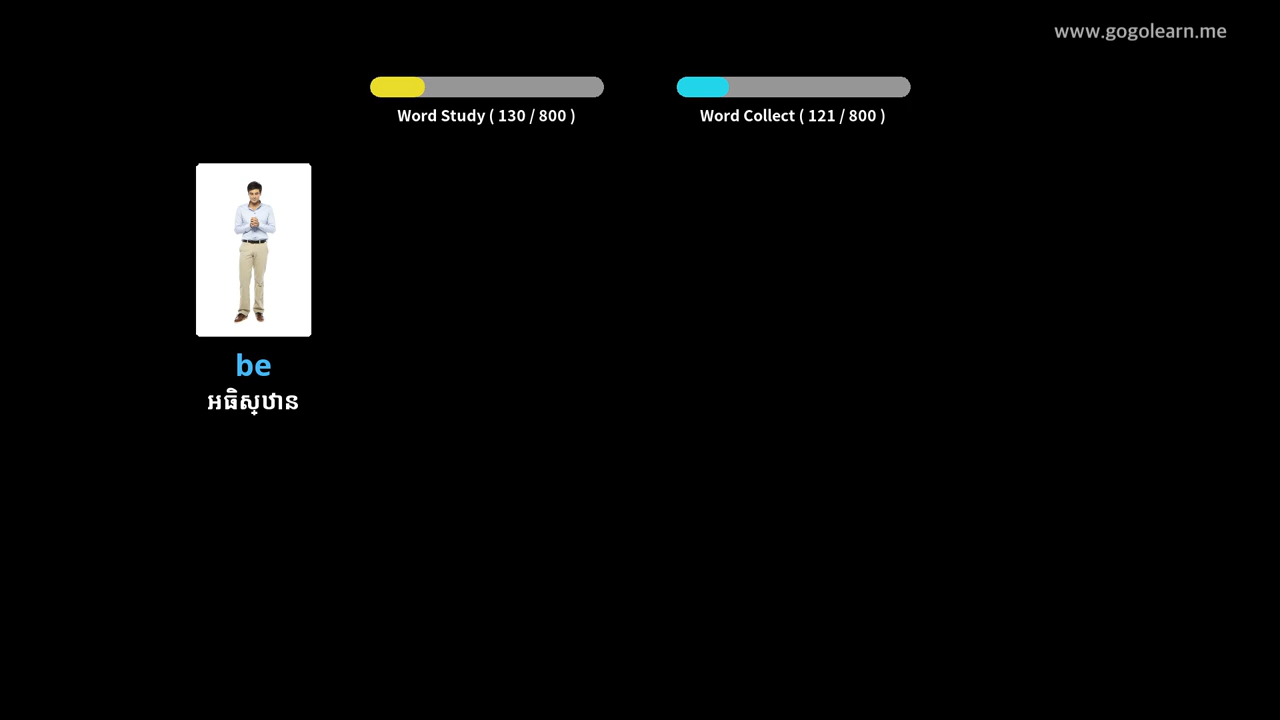 www.gogolearn.me
Word Study ( 130 / 800 )
Word Collect ( 121 / 800 )
be
អធិស្ឋាន